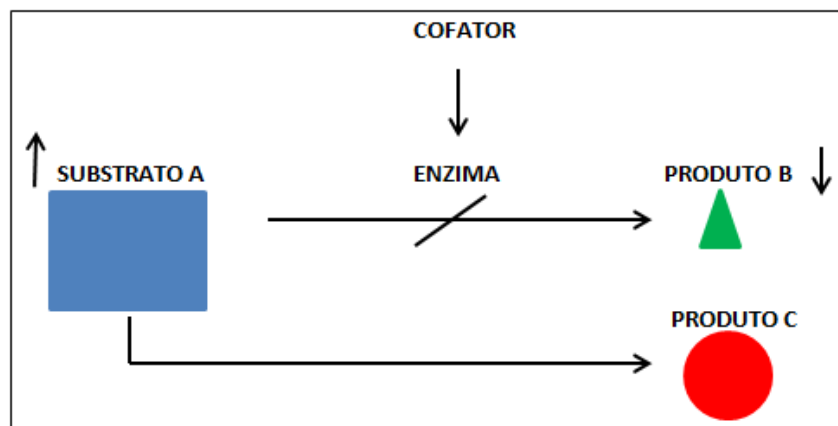 COFATOR
SUBSTRATO A
ENZIMA
PRODUTO B
PRODUTO C